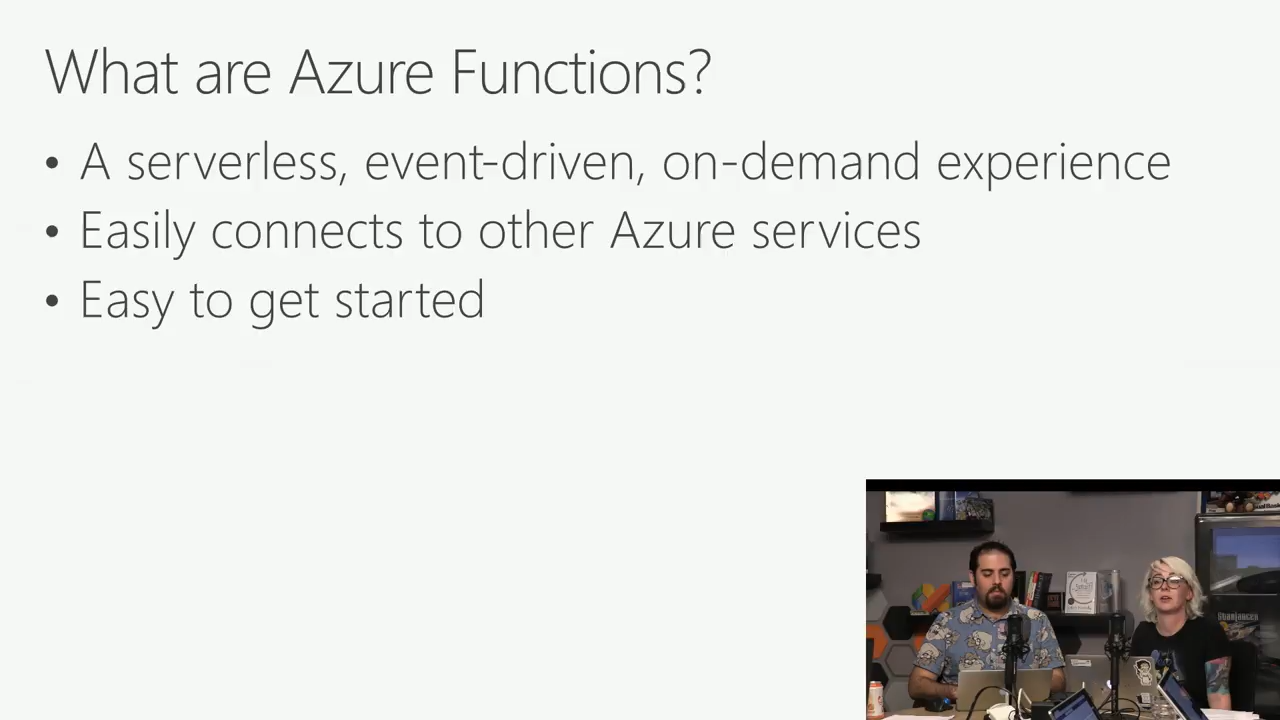 What are Azure Functions?
• A serverless, event-driven, on-demand experience
• Easily connects to other Azure services
• Easy to get started